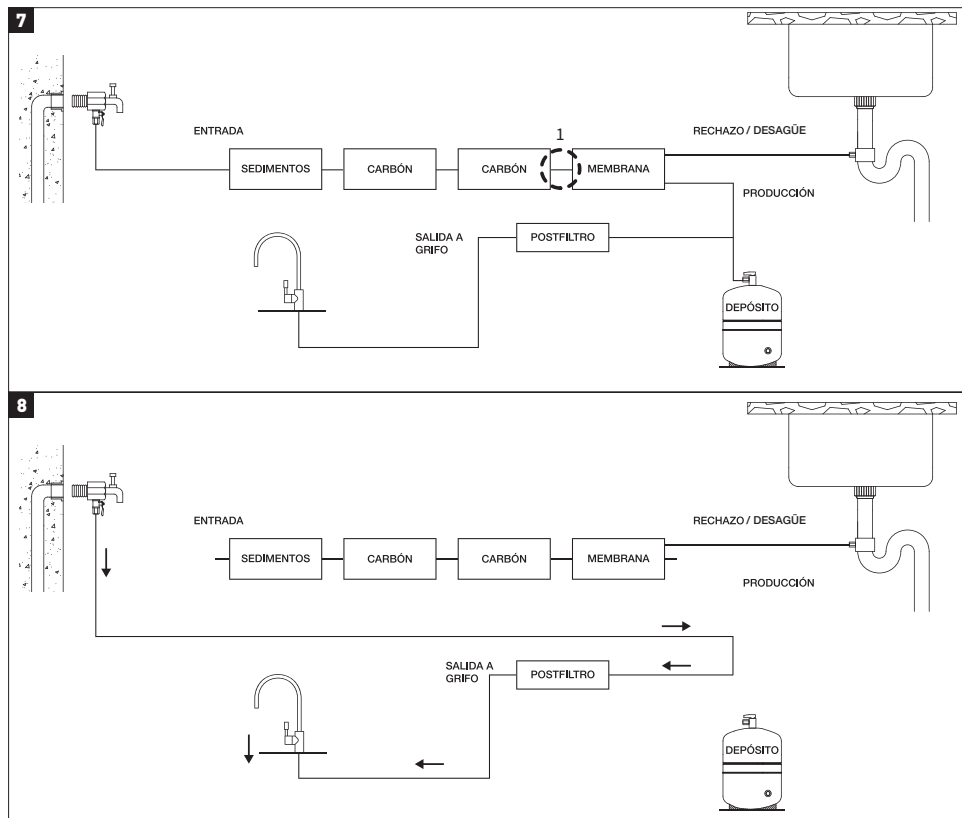 7
1
ENTRADA
RECHAZO / DESAGÜE
SEDIMENTOS
CARBÓN
CARBÓN
MEMBRANA
PRODUCCIÓN
SALIDA A
GRIFO
POSTFILTRO
DEPÓSITO
8
ENTRADA
RECHAZO / DESAGÜE
SEDIMENTOS
CARBÓN
CARBÓN
MEMBRANA
PRODUCCIÓN
SALIDA A
GRIFO
POSTFILTRO
DEPÓSITO